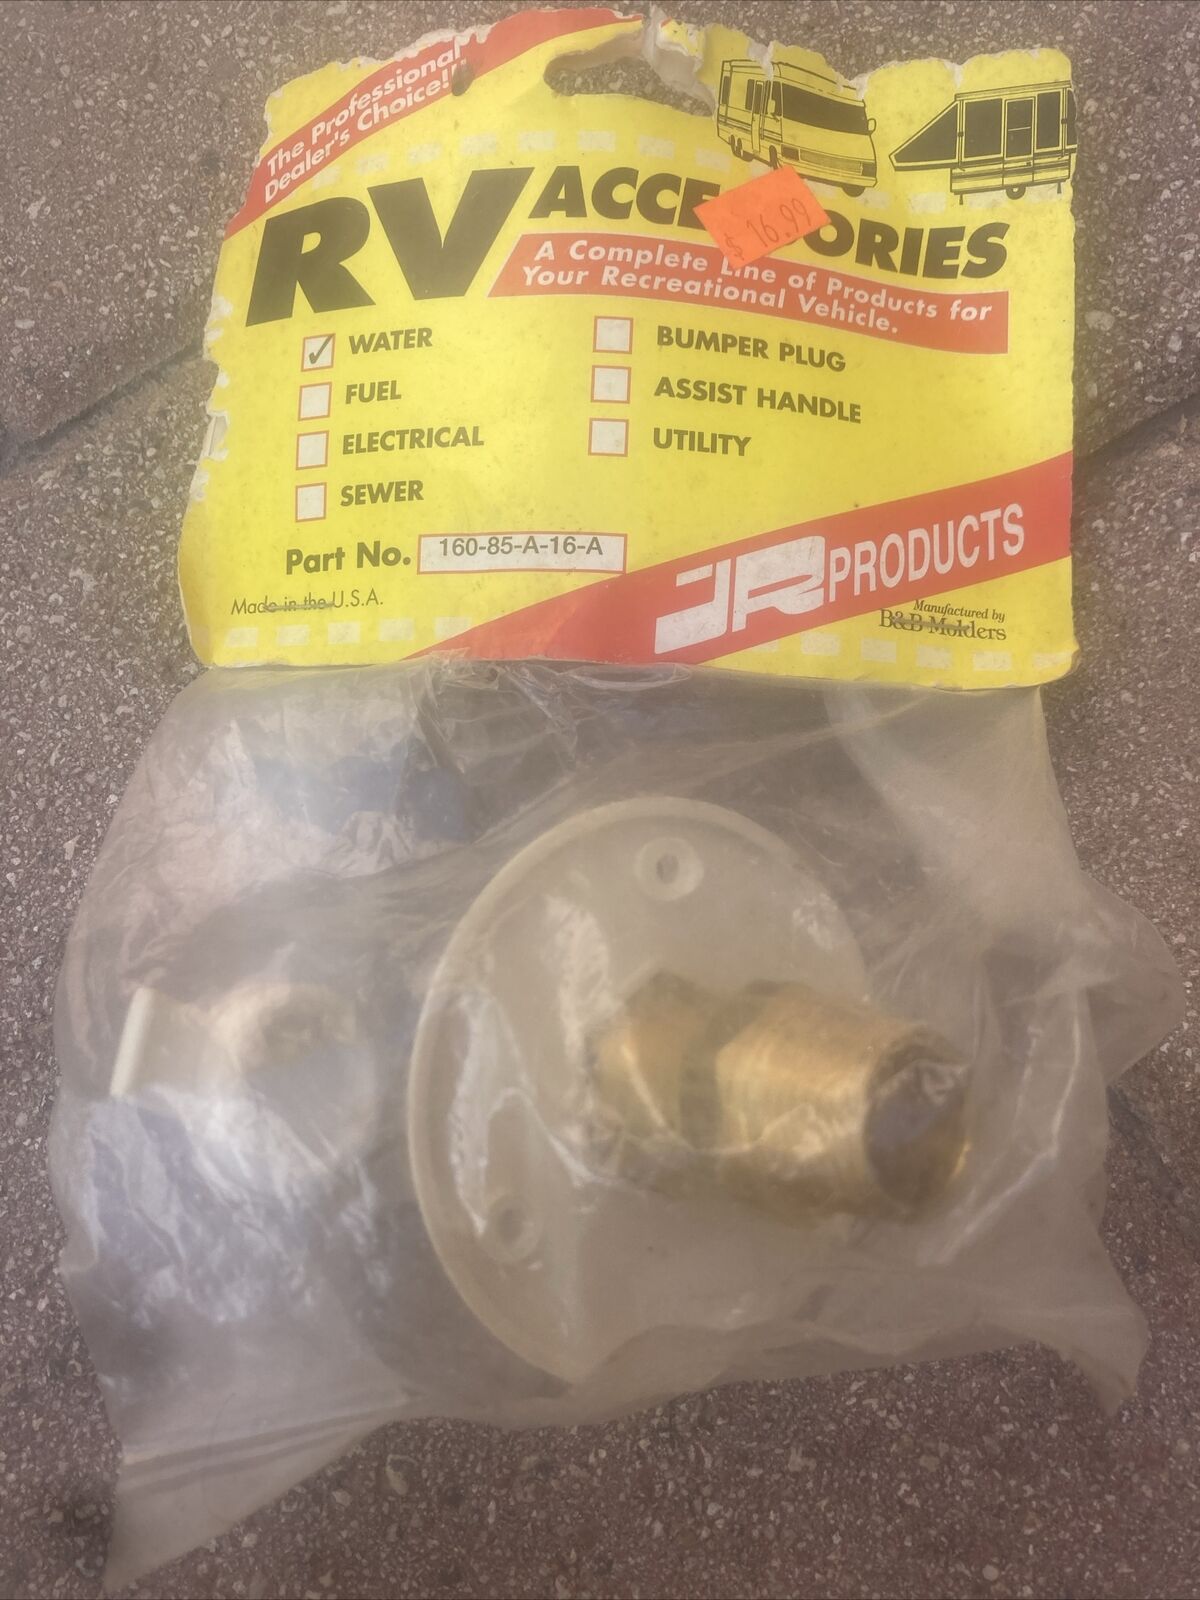 The Professional
Dealer's Choice!!!
RV ACCE ORIES
$ 16.99
A Complete Line of Products for
Your Recreational Vehicle.
✓ WATER
FUEL
ELECTRICAL
SEWER
BUMPER PLUG
ASSIST HANDLE
UTILITY
Part No. 160-85-A-16-A
Made in the U.S.A.
JR PRODUCTS
Manufactured by
B&B Molders